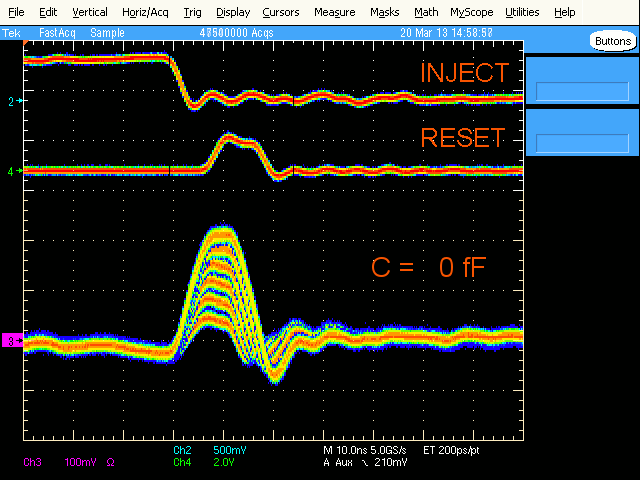 File Edit Vertical Horiz/Acq Trig Display Cursors Measure Masks Math MyScope Utilities Help
Tek FastAcq Sample 47500000 Acqs 20 Mar 13 14:58:57
Buttons
INJECT
2
RESET
4
C = 0 fF
3
Ch2 500mV M 10.0ns 5.0GS/s ET 200ps/pt
Ch3 100mV Ω Ch4 2.0V A Aux ∖ 210mV